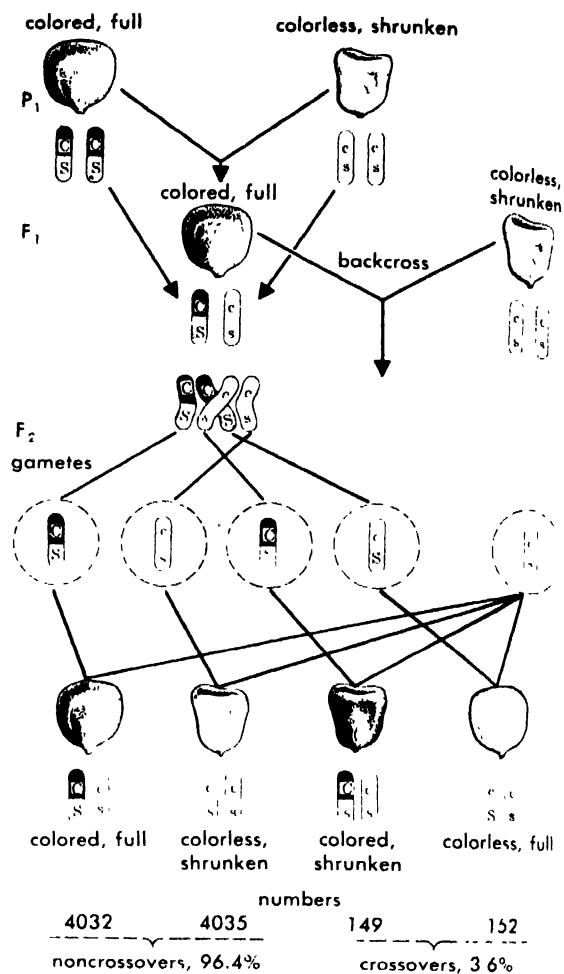 colored, full
colorless, shrunken
P₁
C C
S S
c c
s s
colored, full
colorless,
shrunken
F₁
backcross
C c
S s
c c
s s
C C c c
S s S s
F₂
gametes
C c C c
S s s S
C c c c C c c c
S s s s s s S s
colored, full
colorless,
shrunken
colored,
shrunken
colorless, full
numbers
4032 4035 149 152
noncrossovers, 96.4%
crossovers, 3 6%